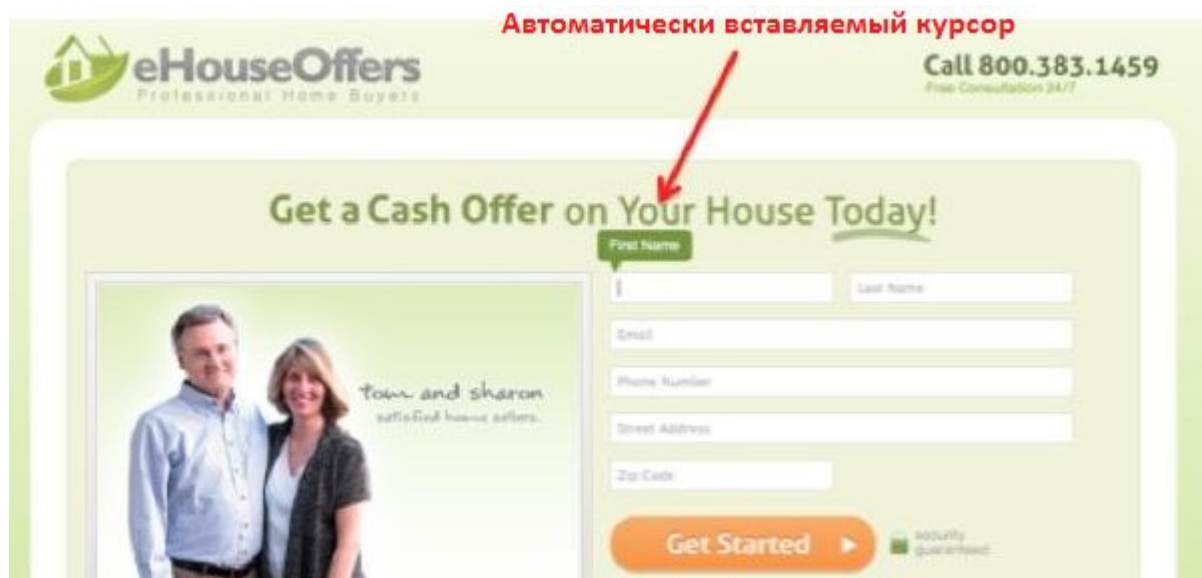 Автоматически вставляемый курсор
eHouseOffers
Professional Home Buyers
Call 800.383.1459
Free Consultation 24/7
Get a Cash Offer on Your House Today!
First Name
Last Name
Email
Phone Number
tom and sharon
satisfied home sellers.
Street Address
Zip Code
Get Started
security
guaranteed